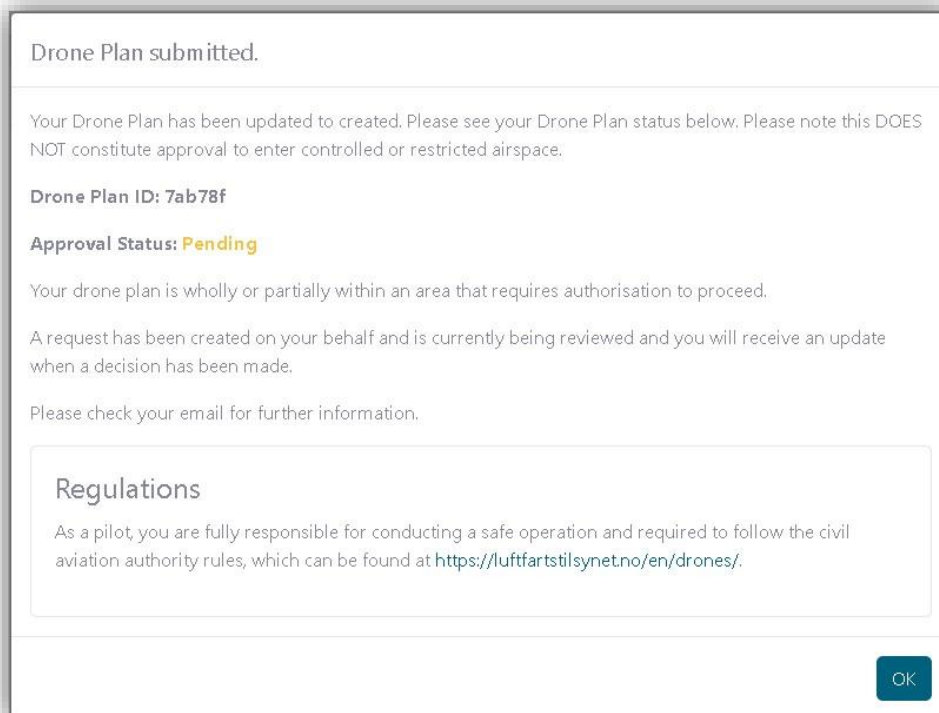 Drone Plan submitted.
Your Drone Plan has been updated to created. Please see your Drone Plan status below. Please note this DOES
NOT constitute approval to enter controlled or restricted airspace.
Drone Plan ID: 7ab78f
Approval Status: Pending
Your drone plan is wholly or partially within an area that requires authorisation to proceed.
A request has been created on your behalf and is currently being reviewed and you will receive an update
when a decision has been made.
Please check your email for further information.
Regulations
As a pilot, you are fully responsible for conducting a safe operation and required to follow the civil
aviation authority rules, which can be found at https://luftfartstilsynet.no/en/drones/.
OK